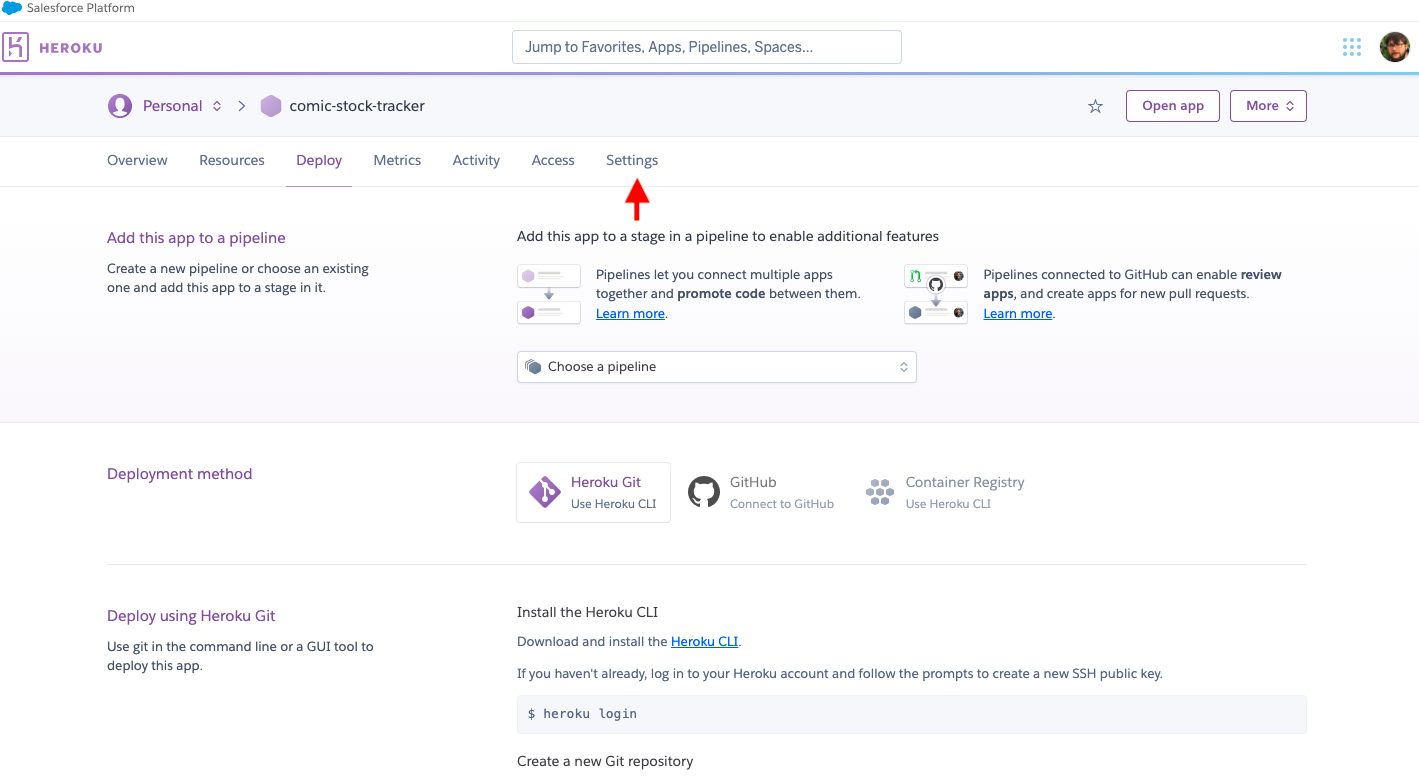 Salesforce Platform
HEROKU
Jump to Favorites, Apps, Pipelines, Spaces...
Personal
comic-stock-tracker
Open app
More
Overview
Resources
Deploy
Metrics
Activity
Access
Settings
Add this app to a pipeline
Create a new pipeline or choose an existing
one and add this app to a stage in it.
Add this app to a stage in a pipeline to enable additional features
Pipelines let you connect multiple apps
together and promote code between them.
Learn more.
Pipelines connected to GitHub can enable review
apps, and create apps for new pull requests.
Learn more.
Choose a pipeline
Deployment method
Heroku Git
Use Heroku CLI
GitHub
Connect to GitHub
Container Registry
Use Heroku CLI
Deploy using Heroku Git
Use git in the command line or a GUI tool to
deploy this app.
Install the Heroku CLI
Download and install the Heroku CLI.
If you haven't already, log in to your Heroku account and follow the prompts to create a new SSH public key.
$ heroku login
Create a new Git repository